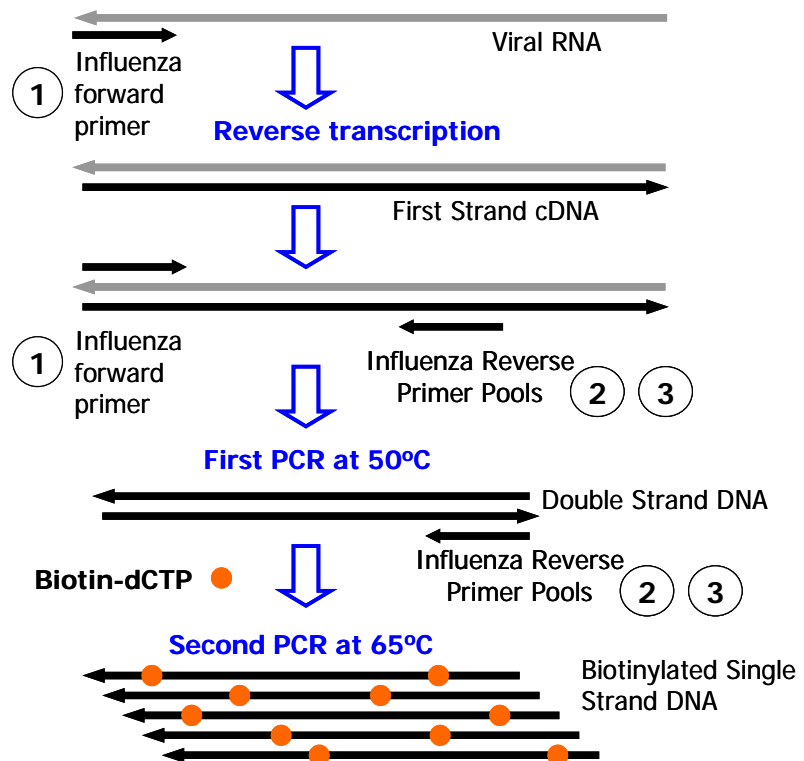 Viral RNA
1
Influenza
forward
primer
Reverse transcription
First Strand cDNA
1
Influenza
forward
primer
Influenza Reverse
Primer Pools
2
3
First PCR at 50ºC
Double Strand DNA
Influenza Reverse
Primer Pools
2
3
Biotin-dCTP
Second PCR at 65ºC
Biotinylated Single
Strand DNA